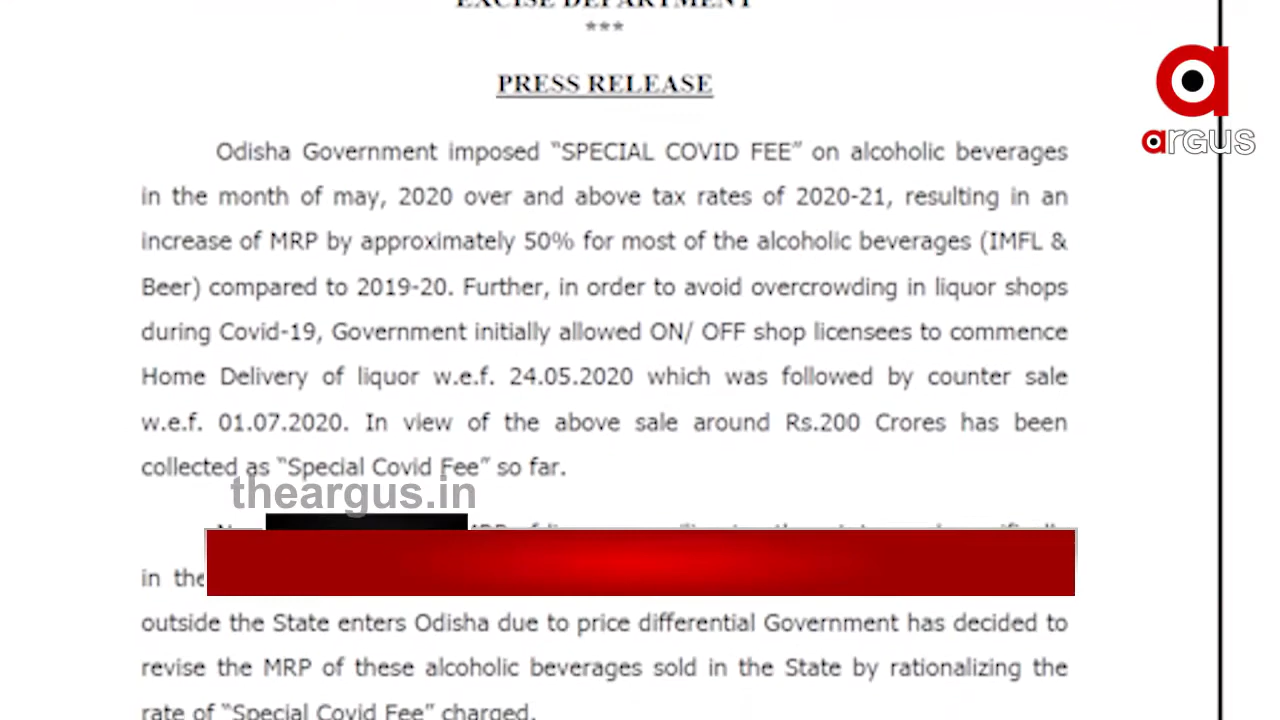 EXCISE DEPARTMENT
***
PRESS RELEASE
argus
Odisha Government imposed “SPECIAL COVID FEE” on alcoholic beverages
in the month of may, 2020 over and above tax rates of 2020-21, resulting in an
increase of MRP by approximately 50% for most of the alcoholic beverages (IMFL &
Beer) compared to 2019-20. Further, in order to avoid overcrowding in liquor shops
during Covid-19, Government initially allowed ON/ OFF shop licensees to commence
Home Delivery of liquor w.e.f. 24.05.2020 which was followed by counter sale
w.e.f. 01.07.2020. In view of the above sale around Rs.200 Crores has been
collected as “Special Covid Fee” so far.
theargus.in
in the
outside the State enters Odisha due to price differential Government has decided to
revise the MRP of these alcoholic beverages sold in the State by rationalizing the
rate of “Special Covid Fee” charged.